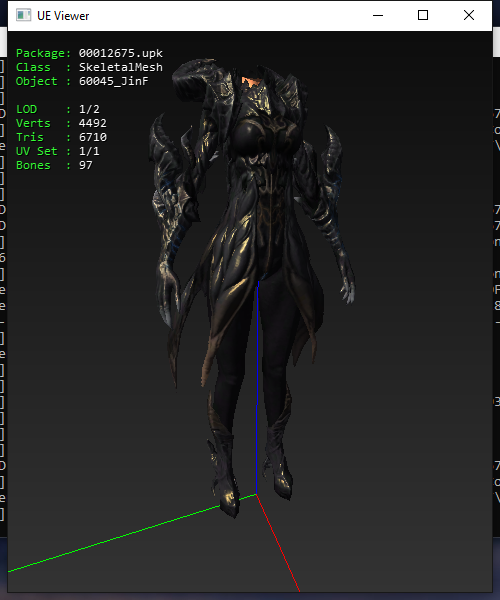 UE Viewer
Package: 00012675.upk
Class : SkeletalMesh
Object : 60045_JinF
LOD : 1/2
Verts : 4492
Tris : 6710
UV Set : 1/1
Bones : 97